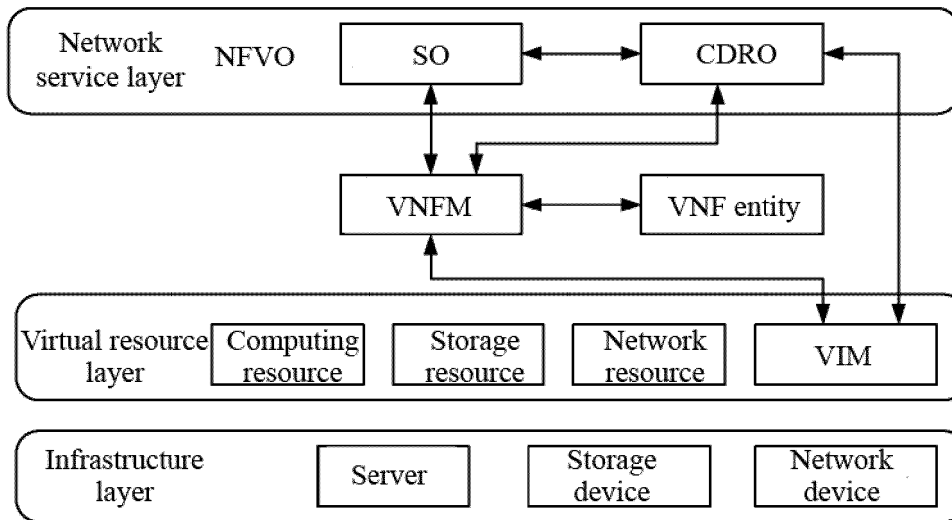 Network
service layer
NFVO
SO
CDRO
VNFM
VNF entity
Virtual resource
layer
Computing
resource
Storage
resource
Network
resource
VIM
Infrastructure
layer
Server
Storage
device
Network
device